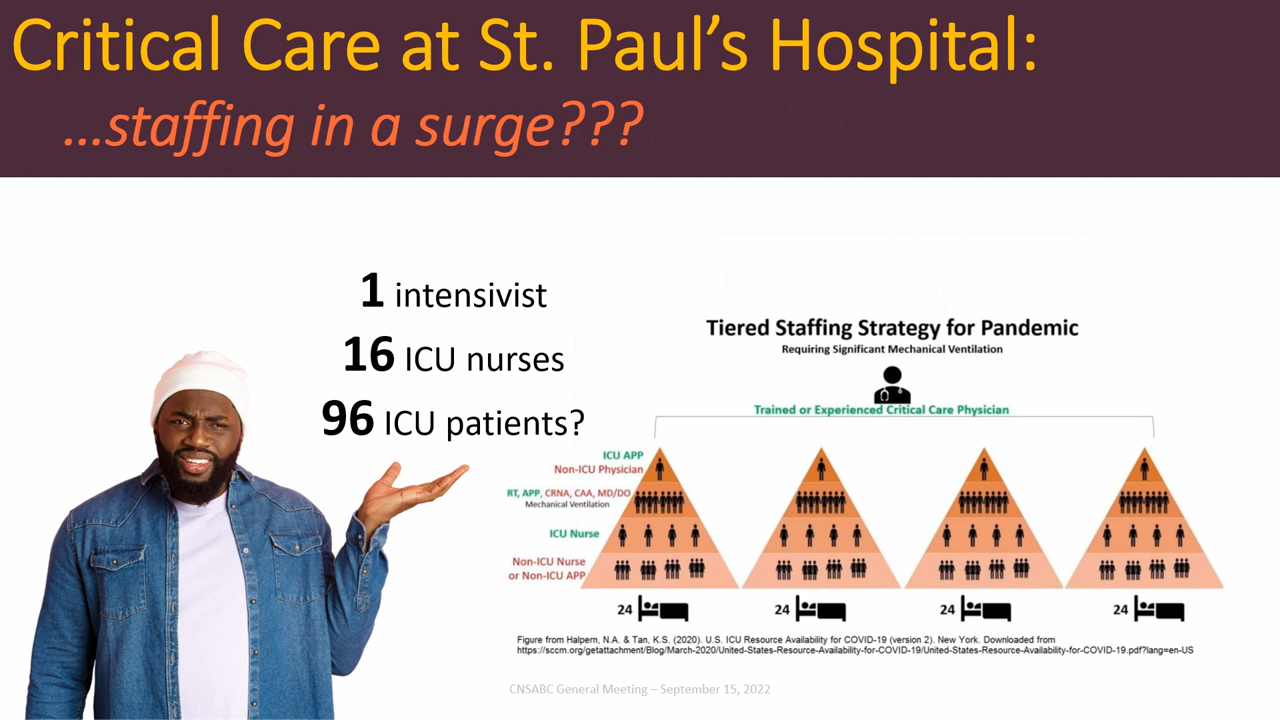 Critical Care at St. Paul’s Hospital:
...staffing in a surge???
1 intensivist
16 ICU nurses
96 ICU patients?
Tiered Staffing Strategy for Pandemic
Requiring Significant Mechanical Ventilation
Trained or Experienced Critical Care Physician
ICU APP
Non-ICU Physician
RT, APP, CRNA, CAA, MD/DO
Mechanical Ventilation
ICU Nurse
Non-ICU Nurse
or Non-ICU APP
24 24 24 24
Figure from Halpern, N.A. & Tan, K.S. (2020). U.S. ICU Resource Availability for COVID-19 (version 2). New York. Downloaded from
https://sccm.org/getattachment/Blog/March-2020/United-States-Resource-Availability-for-COVID-19/United-States-Resource-Availability-for-COVID-19.pdf?lang=en-US
CNSABC General Meeting – September 15, 2022